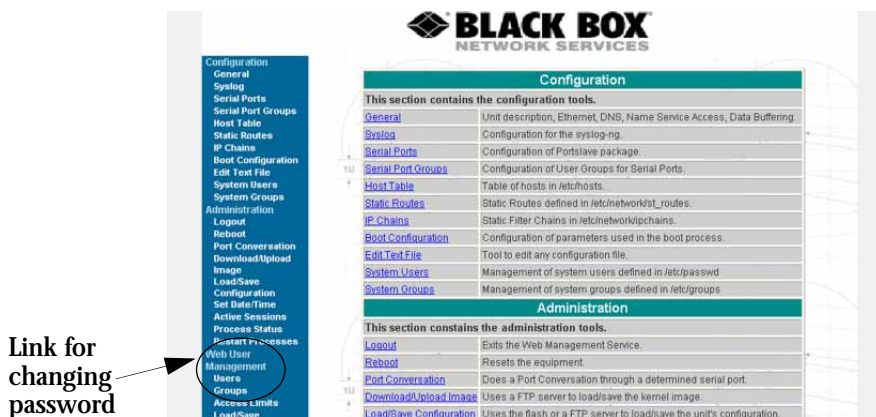 BLACK BOX
NETWORK SERVICES
Configuration
General
Syslog
Serial Ports
Serial Port Groups
Host Table
Static Routes
IP Chains
Boot Configuration
Edit Text File
System Users
System Groups
Administration
Logout
Reboot
Port Conversation
Download/Upload
Image
Load/Save
Configuration
Set Date/Time
Active Sessions
Process Status
Restart Processes
Web User
Management
Users
Groups
Access Limits
Load/Save
Configuration
This section contains the configuration tools.
General Unit description, Ethernet, DNS, Name Service Access, Data Buffering.
Syslog Configuration for the syslog-ng.
Serial Ports Configuration of Portslave package.
Serial Port Groups Configuration of User Groups for Serial Ports.
Host Table Table of hosts in /etc/hosts.
Static Routes Static Routes defined in /etc/network/st_routes.
IP Chains Static Filter Chains in /etc/network/ipchains.
Boot Configuration Configuration of parameters used in the boot process.
Edit Text File Tool to edit any configuration file.
System Users Management of system users defined in /etc/passwd
System Groups Management of system groups defined in /etc/groups
Administration
This section constains the administration tools.
Logout Exits the Web Management Service.
Reboot Resets the equipment.
Port Conversation Does a Port Conversation through a determined serial port.
Download/Upload Image Uses a FTP server to load/save the kernel image.
Load/Save Configuration Uses the flash or a FTP server to load/save the unit's configuration.
1U
1U
Link for
changing
password